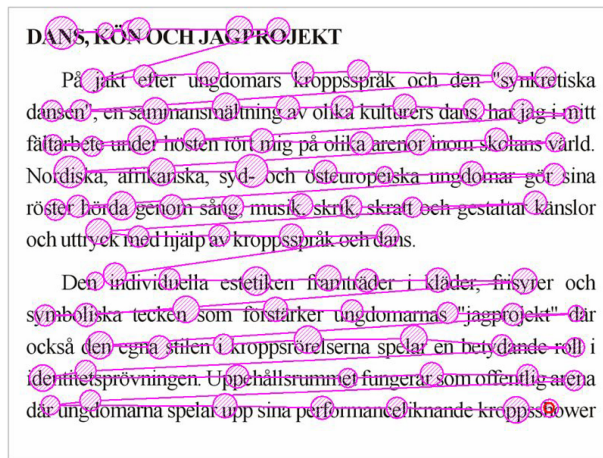 DANS, KÖN OCH JAGPROJEKT
På jakt efter ungdomars kroppsspråk och den "synkretiska
dansen", en sammansmältning av olika kulturers dans, har jag i mitt
fältarbete under hösten rört mig på olika arenor inom skolans värld.
Nordiska, afrikanska, syd- och östeuropeiska ungdomar gör sina
röster hörda genom sång, musik, skrik, skratt och gestaltar känslor
och uttryck med hjälp av kroppsspråk och dans.
Den individuella estetiken framträder i kläder, frisyrer och
symboliska tecken som förstärker ungdomarnas "jagprojekt" där
också den egna stilen i kroppsrörelserna spelar en betydande roll i
identitetsprövningen. Uppehållsrummet fungerar som offentlig arena
där ungdomarna spelar upp sina performanceliknande kroppsshower